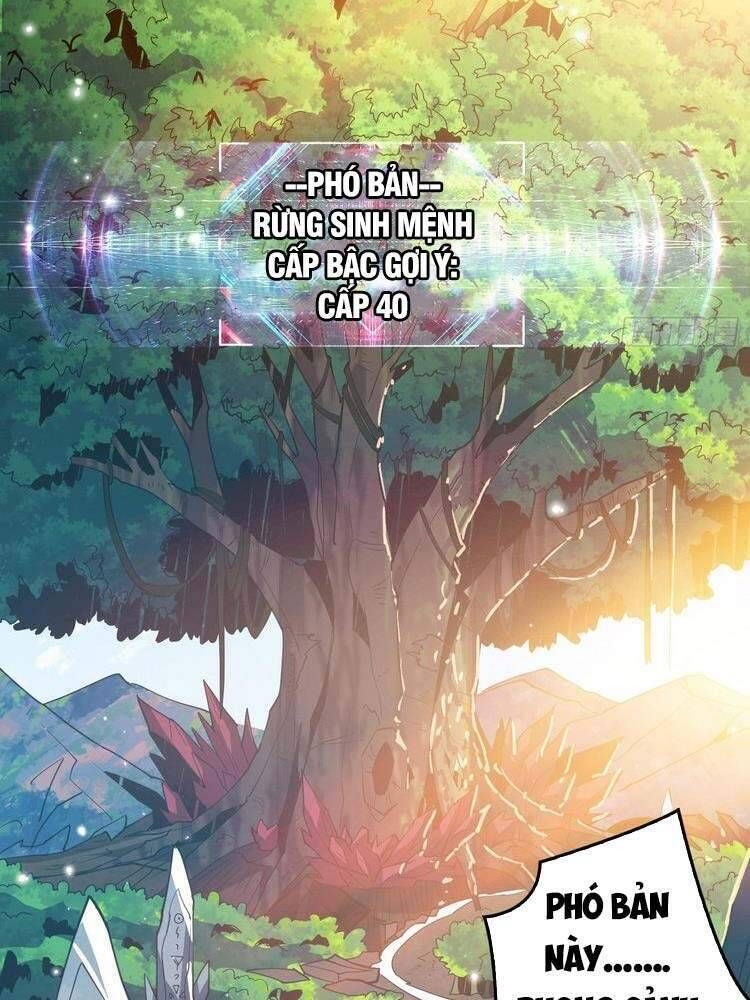 --PHÓ BẢN--
RỪNG SINH MỆNH
CẤP BẬC GỢI Ý:
CẤP 40
PHÓ BẢN
NÀY.......